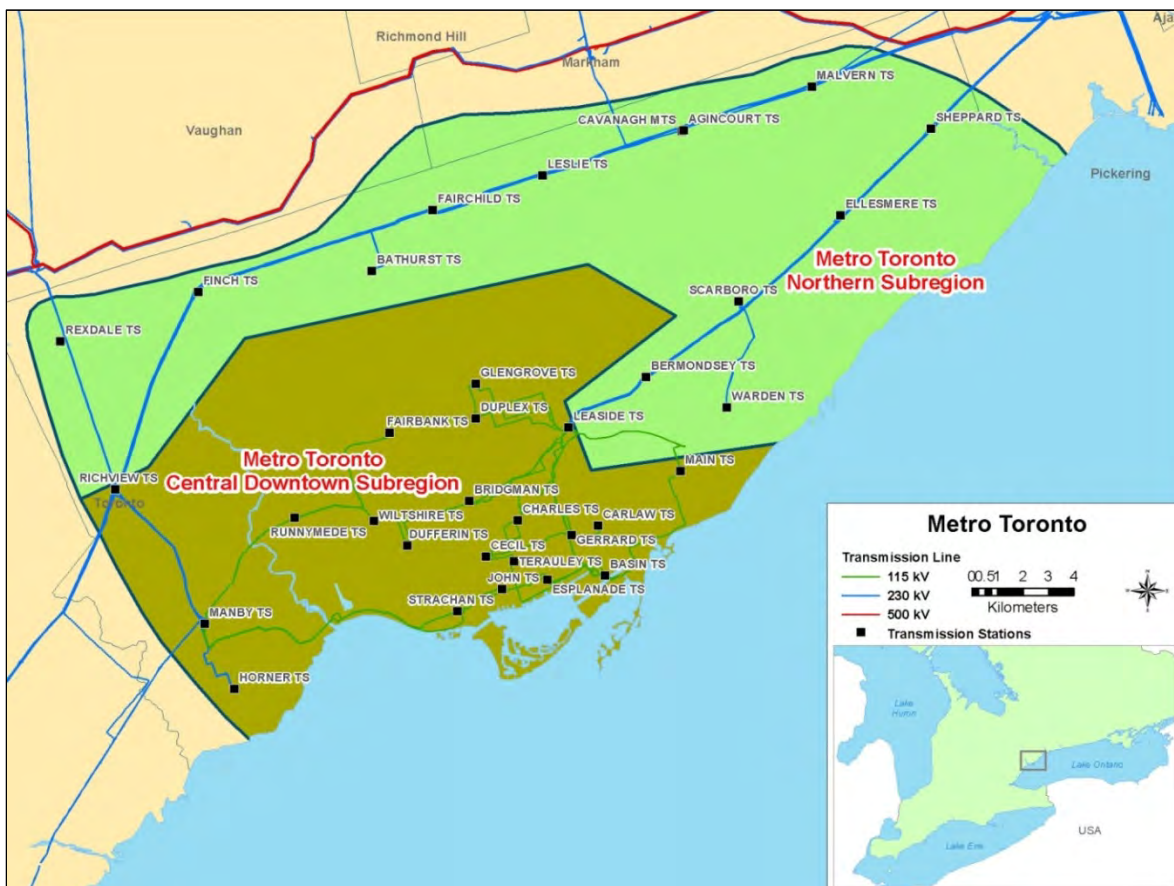 Richmond Hill
Markham
Aja
Vaughan
Pickering
MALVERN TS
CAVANAGH MTS
AGINCOURT TS
SHEPPARD TS
LESLIE TS
FAIRCHILD TS
ELLESMERE TS
BATHURST TS
Metro Toronto
Northern Subregion
FINCH TS
SCARBORO TS
REXDALE TS
BERMONDSEY TS
GLENGROVE TS
WARDEN TS
DUPLEX TS
LEASIDE TS
FAIRBANK TS
MAIN TS
Metro Toronto
Central Downtown Subregion
RICHVIEW TS
Toronto
BRIDGMAN TS
CHARLES TS
CARLAW TS
WILTSHIRE TS
RUNNYMEDE TS
DUFFERIN TS
GERRARD TS
CECIL TS
TERAULEY TS
BASIN TS
JOHN TS
ESPLANADE TS
STRACHAN TS
MANBY TS
HORNER TS
Metro Toronto
Transmission Line
115 kV
230 kV
500 kV
Transmission Stations
00.51 2 3 4
Kilometers
N
Lake Huron
Lake Ontario
USA
Lake Erie